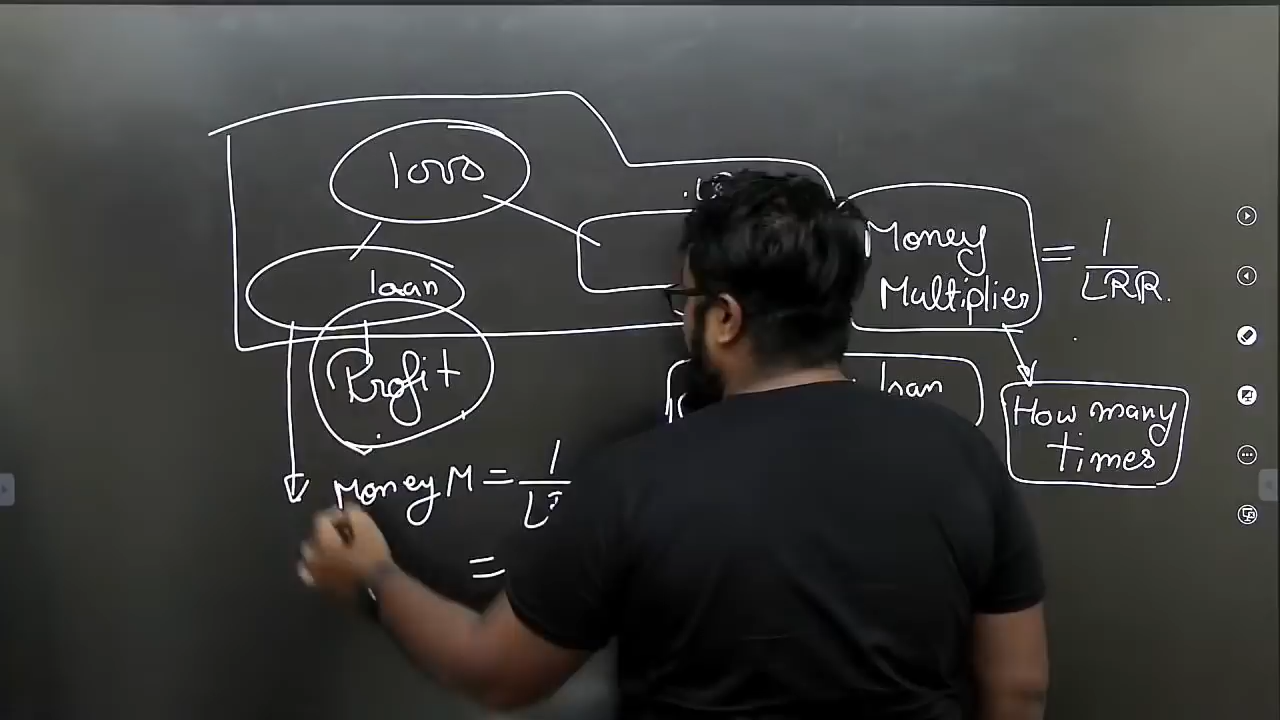 1000
Money
Multiplier
= 1
LRR.
loan
Profit
loan
How many
times
Money M = 1
=